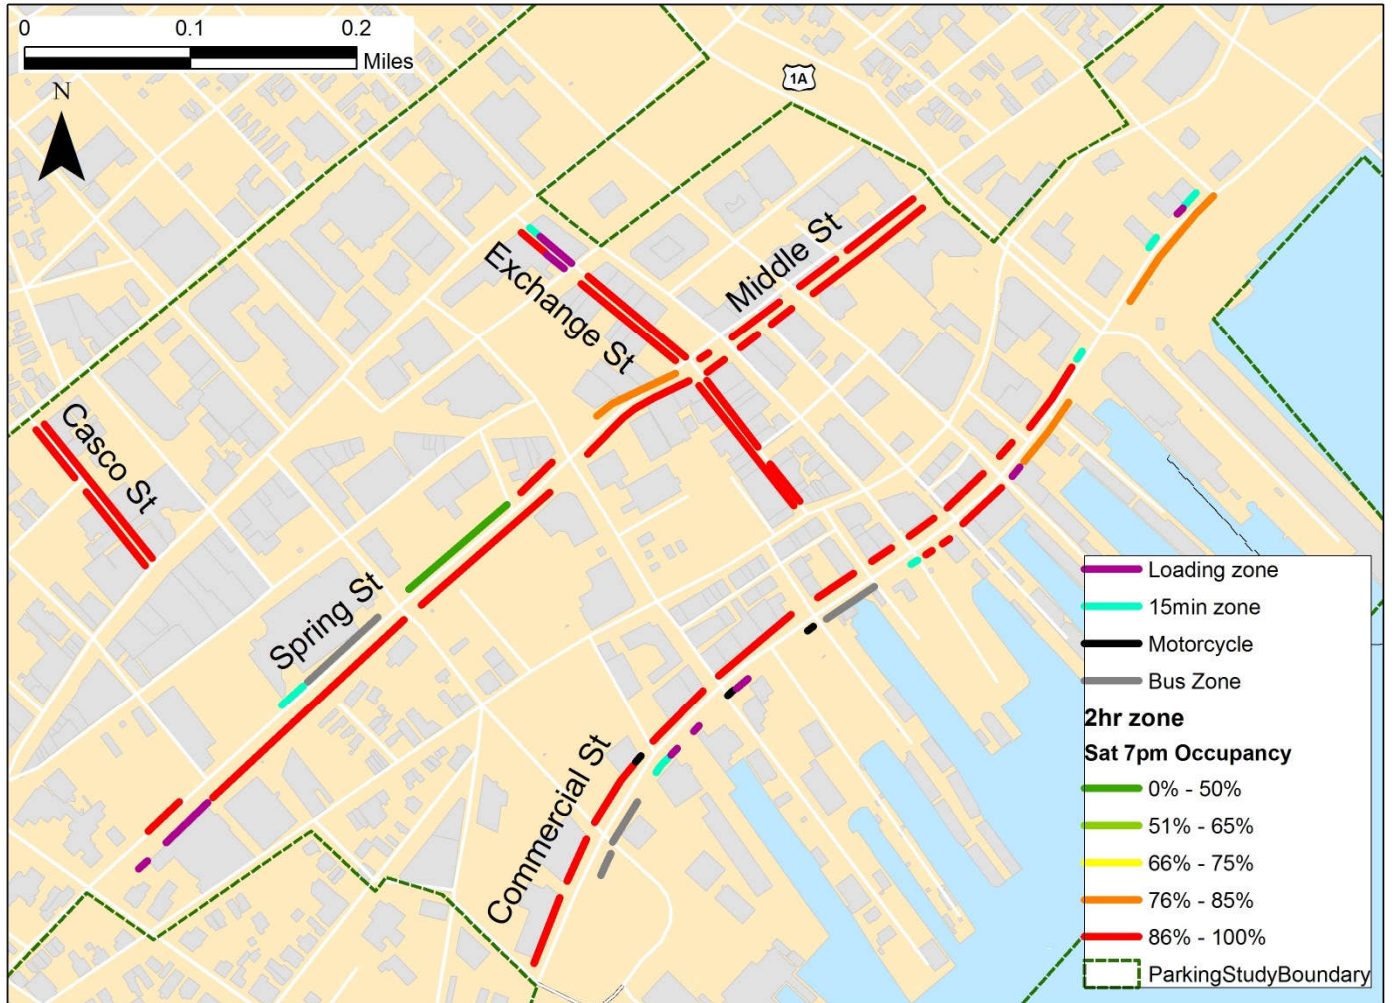 0 0.1 0.2
Miles
N
1A
Exchange St
Middle St
Casco St
Spring St
Commercial St
Loading zone
15min zone
Motorcycle
Bus Zone
2hr zone
Sat 7pm Occupancy
0% - 50%
51% - 65%
66% - 75%
76% - 85%
86% - 100%
ParkingStudyBoundary